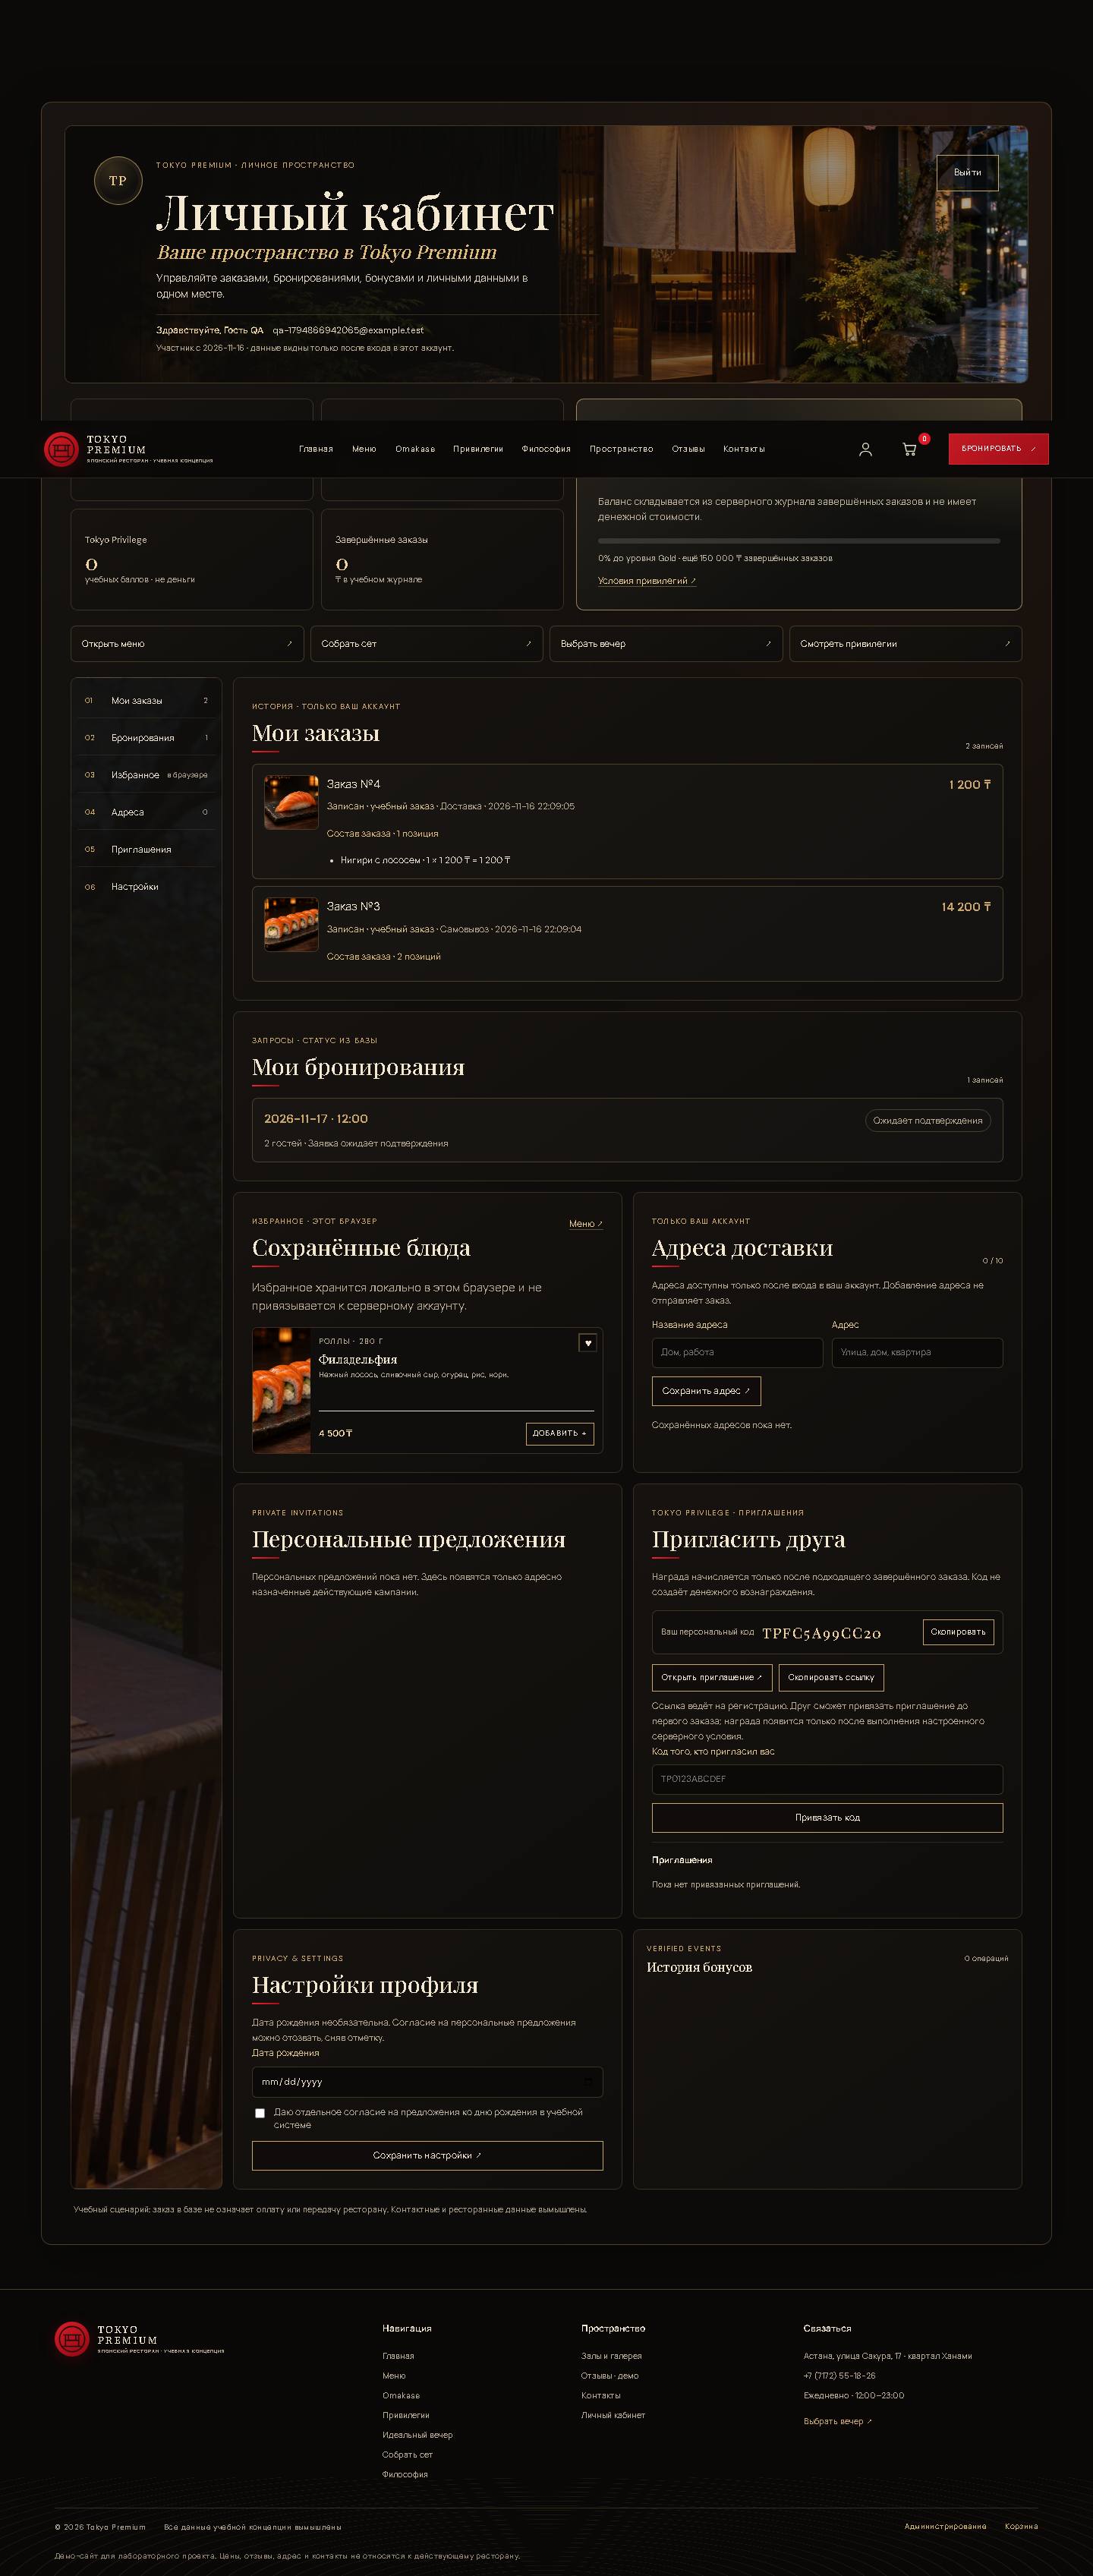 TP
TOKYO PREMIUM · ЛИЧНОЕ ПРОСТРАНСТВО
Личный кабинет
Ваше пространство в Tokyo Premium
Управляйте заказами, бронированиями, бонусами и личными данными в
одном месте.
Здравствуйте, Гость QA qa-1794866942065@example.test
Участник с 2026-11-16 · данные видны только после входа в этот аккаунт.
Выйти
TOKYO
PREMIUM
ЯПОНСКИЙ РЕСТОРАН · УЧЕБНАЯ КОНЦЕПЦИЯ
Главная Меню Omakase Привилегии Философия Пространство Отзывы Контакты
0
БРОНИРОВАТЬ ↗
Tokyo Privilege
0
учебных баллов · не деньги
Завершённые заказы
0
₸ в учебном журнале
Баланс складывается из серверного журнала завершённых заказов и не имеет
денежной стоимости.
0% до уровня Gold · ещё 150 000 ₸ завершённых заказов
Условия привилегий ↗
Открыть меню ↗
Собрать сет ↗
Выбрать вечер ↗
Смотреть привилегии ↗
01 Мои заказы 2
02 Бронирования 1
03 Избранное в браузере
04 Адреса 0
05 Приглашения
06 Настройки
ИСТОРИЯ · ТОЛЬКО ВАШ АККАУНТ
Мои заказы
2 записей
Заказ №4 1 200 ₸
Записан · учебный заказ · Доставка · 2026-11-16 22:09:05
Состав заказа · 1 позиция
• Нигири с лососем · 1 × 1 200 ₸ = 1 200 ₸
Заказ №3 14 200 ₸
Записан · учебный заказ · Самовывоз · 2026-11-16 22:09:04
Состав заказа · 2 позиций
ЗАПРОСЫ · СТАТУС ИЗ БАЗЫ
Мои бронирования
1 записей
2026-11-17 · 12:00
Ожидает подтверждения
2 гостей · Заявка ожидает подтверждения
ИЗБРАННОЕ · ЭТОТ БРАУЗЕР
Меню ↗
Сохранённые блюда
Избранное хранится локально в этом браузере и не
привязывается к серверному аккаунту.
РОЛЛЫ · 280 Г
♥
Филадельфия
Нежный лосось, сливочный сыр, огурец, рис, нори.
4 500 ₸
ДОБАВИТЬ +
ТОЛЬКО ВАШ АККАУНТ
Адреса доставки
0 / 10
Адреса доступны только после входа в ваш аккаунт. Добавление адреса не
отправляет заказ.
Название адреса Адрес
Дом, работа Улица, дом, квартира
Сохранить адрес ↗
Сохранённых адресов пока нет.
PRIVATE INVITATIONS
Персональные предложения
Персональных предложений пока нет. Здесь появятся только адресно
назначенные действующие кампании.
TOKYO PRIVILEGE · ПРИГЛАШЕНИЯ
Пригласить друга
Награда начисляется только после подходящего завершённого заказа. Код не
создаёт денежного вознаграждения.
Ваш персональный код TPFC5A99CC20 Скопировать
Открыть приглашение ↗ Скопировать ссылку
Ссылка ведёт на регистрацию. Друг сможет привязать приглашение до
первого заказа; награда появится только после выполнения настроенного
серверного условия.
Код того, кто пригласил вас
TP0123ABCDEF
Привязать код
Приглашения
Пока нет привязанных приглашений.
PRIVACY & SETTINGS
Настройки профиля
Дата рождения необязательна. Согласие на персональные предложения
можно отозвать, сняв отметку.
Дата рождения
mm/dd/yyyy
Даю отдельное согласие на предложения ко дню рождения в учебной
системе
Сохранить настройки ↗
VERIFIED EVENTS
История бонусов
0 операций
Учебный сценарий: заказ в базе не означает оплату или передачу ресторану. Контактные и ресторанные данные вымышлены.
TOKYO
PREMIUM
ЯПОНСКИЙ РЕСТОРАН · УЧЕБНАЯ КОНЦЕПЦИЯ
Навигация
Главная
Меню
Omakase
Привилегии
Идеальный вечер
Собрать сет
Философия
Пространство
Залы и галерея
Отзывы · демо
Контакты
Личный кабинет
Связаться
Астана, улица Сакура, 17 · квартал Ханами
+7 (7172) 55-18-26
Ежедневно · 12:00–23:00
Выбрать вечер ↗
© 2026 Tokyo Premium Все данные учебной концепции вымышлены
Администрирование Корзина
Демо-сайт для лабораторного проекта. Цены, отзывы, адрес и контакты не относятся к действующему ресторану.